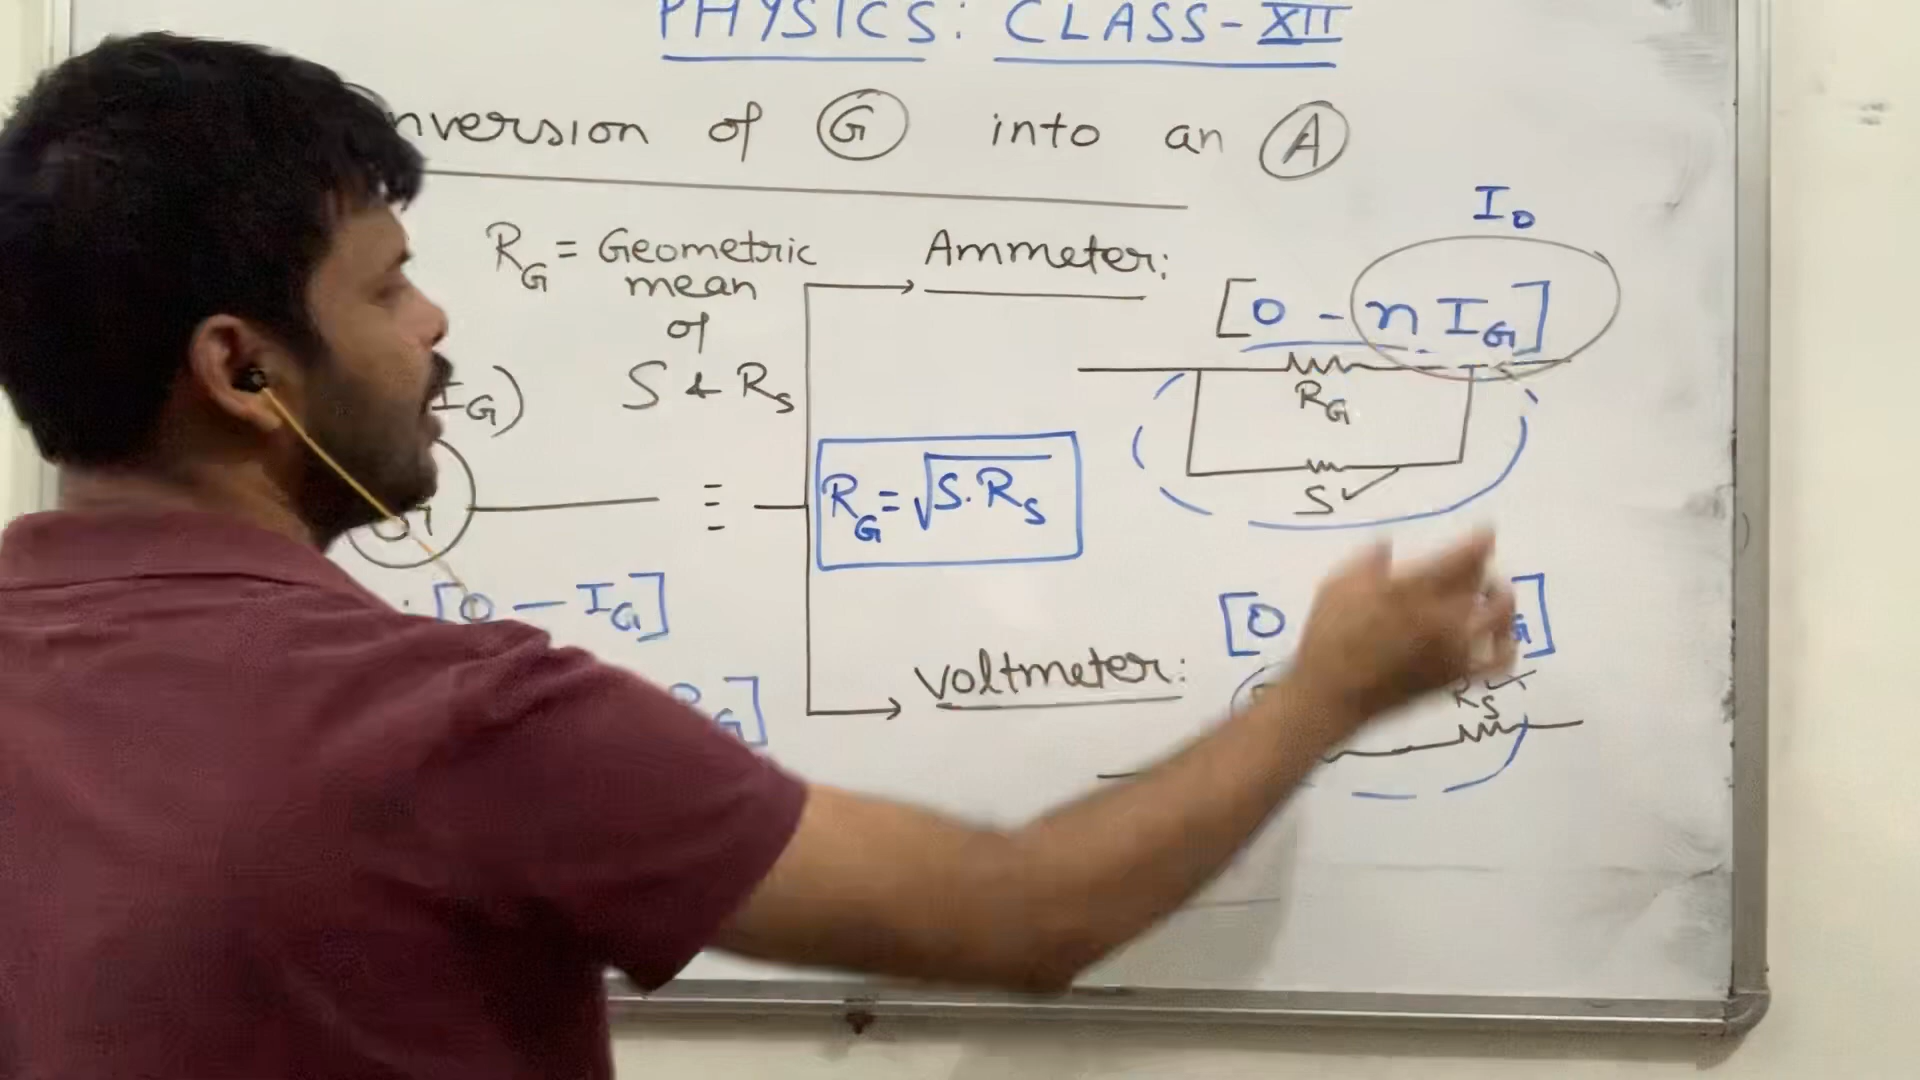 PHYSICS: CLASS-XII
nversion of G into an A
I₀
R_G = Geometric mean of S & R_S
Ammeter:
[0 - n I_G]
I_G)
R_G
S
≡
R_G = √S.R_S
[0 - I_G]
[0
G]
Voltmeter:
R_S
G]